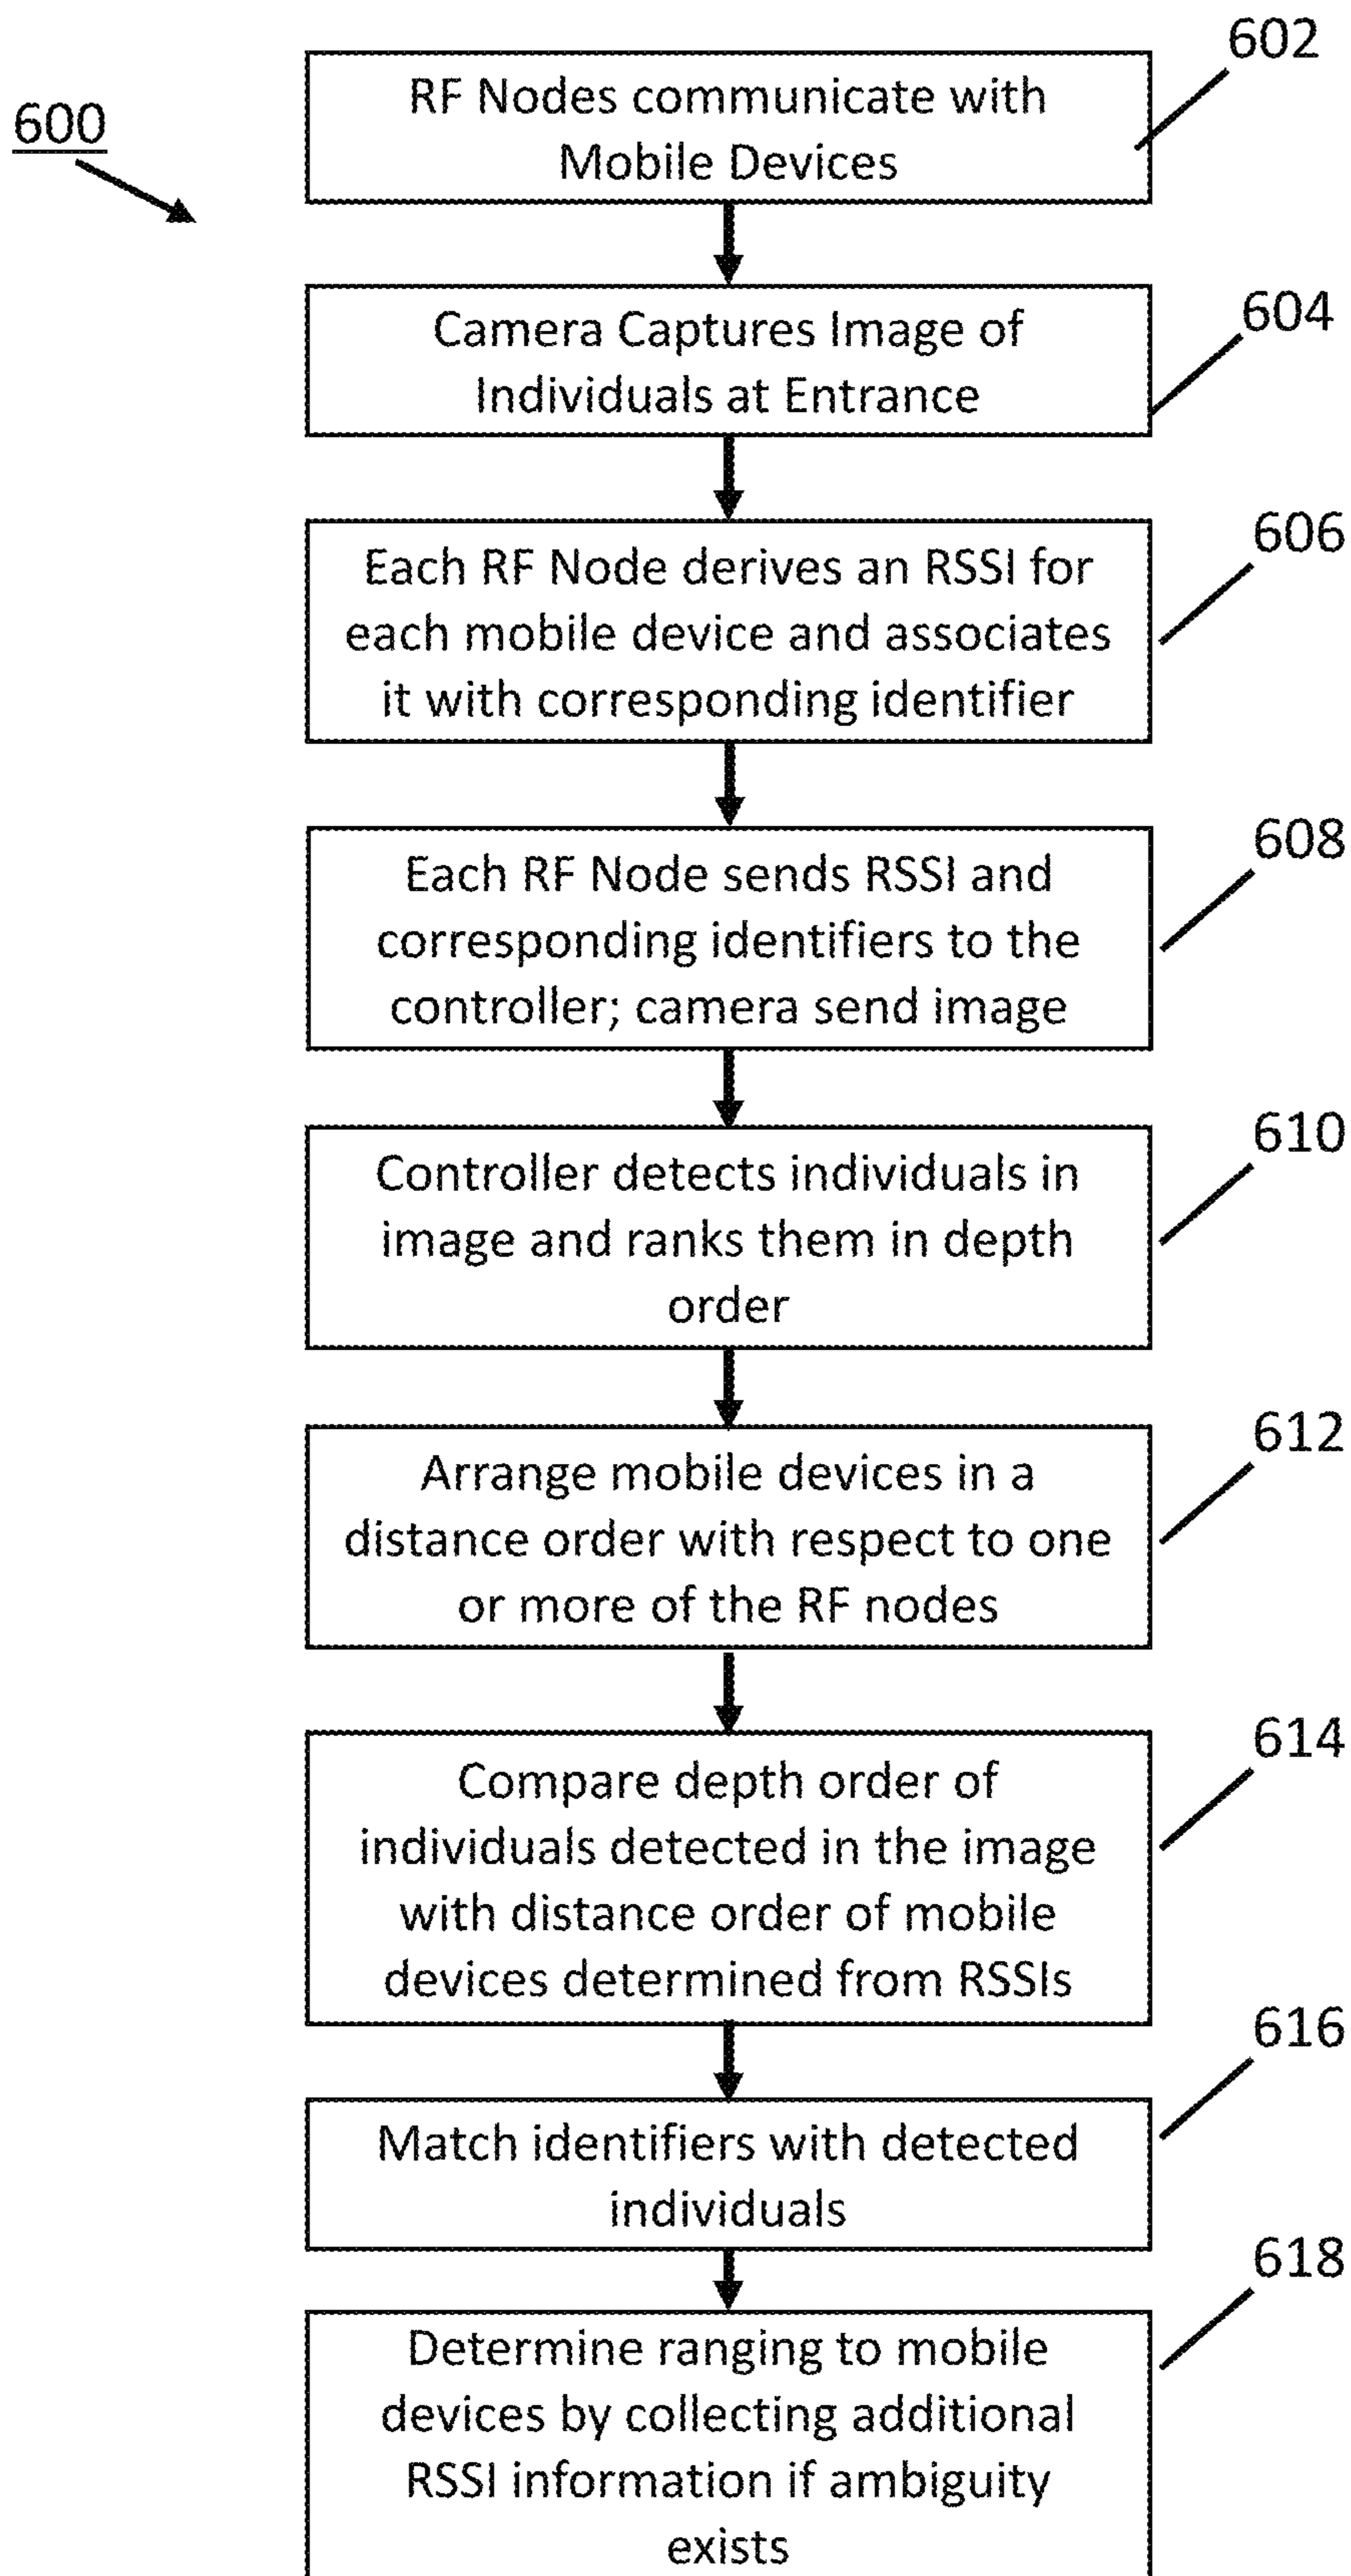 600
602
RF Nodes communicate with
Mobile Devices
604
Camera Captures Image of
Individuals at Entrance
606
Each RF Node derives an RSSI for
each mobile device and associates
it with corresponding identifier
608
Each RF Node sends RSSI and
corresponding identifiers to the
controller; camera send image
610
Controller detects individuals in
image and ranks them in depth
order
612
Arrange mobile devices in a
distance order with respect to one
or more of the RF nodes
614
Compare depth order of
individuals detected in the image
with distance order of mobile
devices determined from RSSIs
616
Match identifiers with detected
individuals
618
Determine ranging to mobile
devices by collecting additional
RSSI information if ambiguity
exists